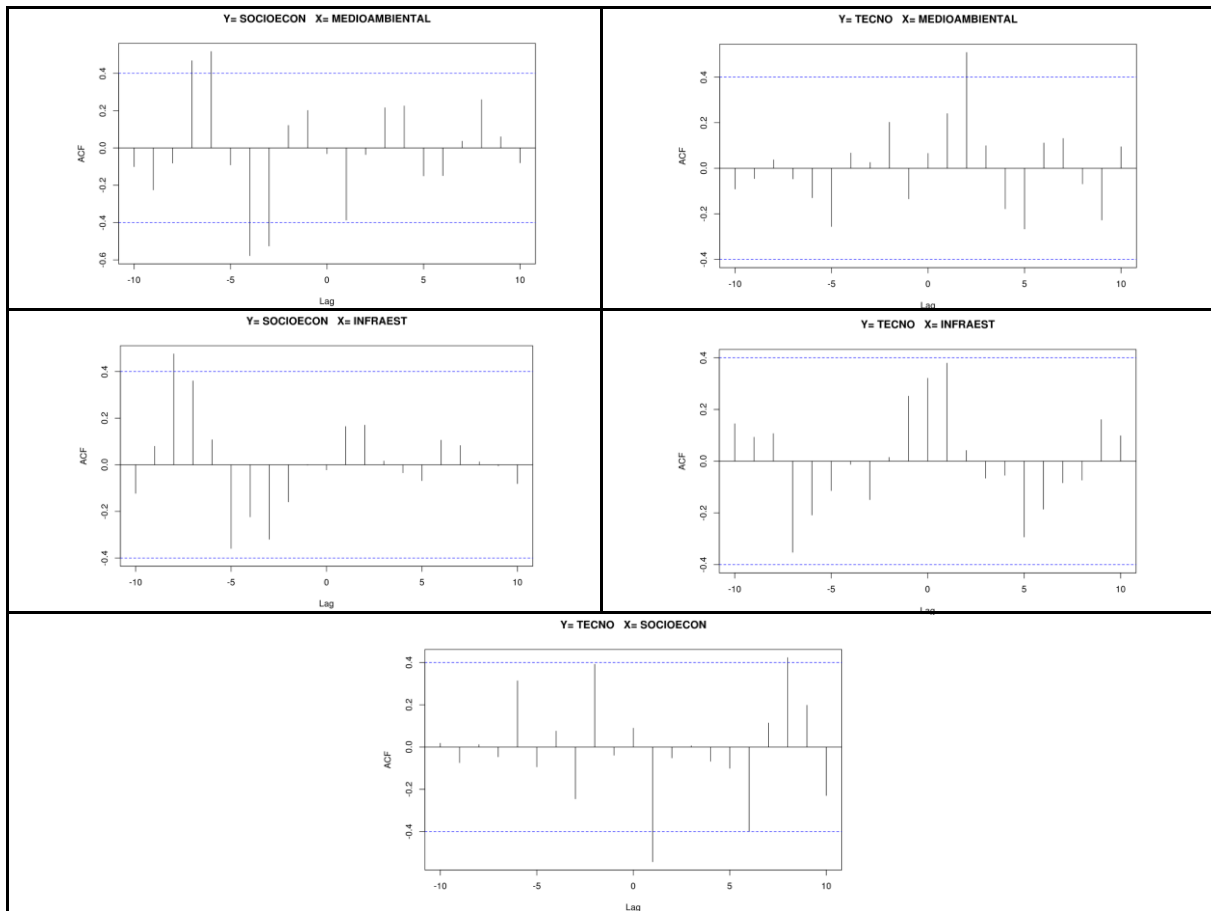 Y= SOCIOECON X= MEDIOAMBIENTAL
ACF
0.4
0.2
0.0
-0.2
-0.4
-0.6
-10 -5 0 5 10
Lag
Y= TECNO X= MEDIOAMBIENTAL
ACF
0.4
0.2
0.0
-0.2
-0.4
-10 -5 0 5 10
Lag
Y= SOCIOECON X= INFRAEST
ACF
0.4
0.2
0.0
-0.2
-0.4
-10 -5 0 5 10
Lag
Y= TECNO X= INFRAEST
ACF
0.4
0.2
0.0
-0.2
-0.4
-10 -5 0 5 10
Lag
Y= TECNO X= SOCIOECON
ACF
0.4
0.2
0.0
-0.2
-0.4
-10 -5 0 5 10
Lag